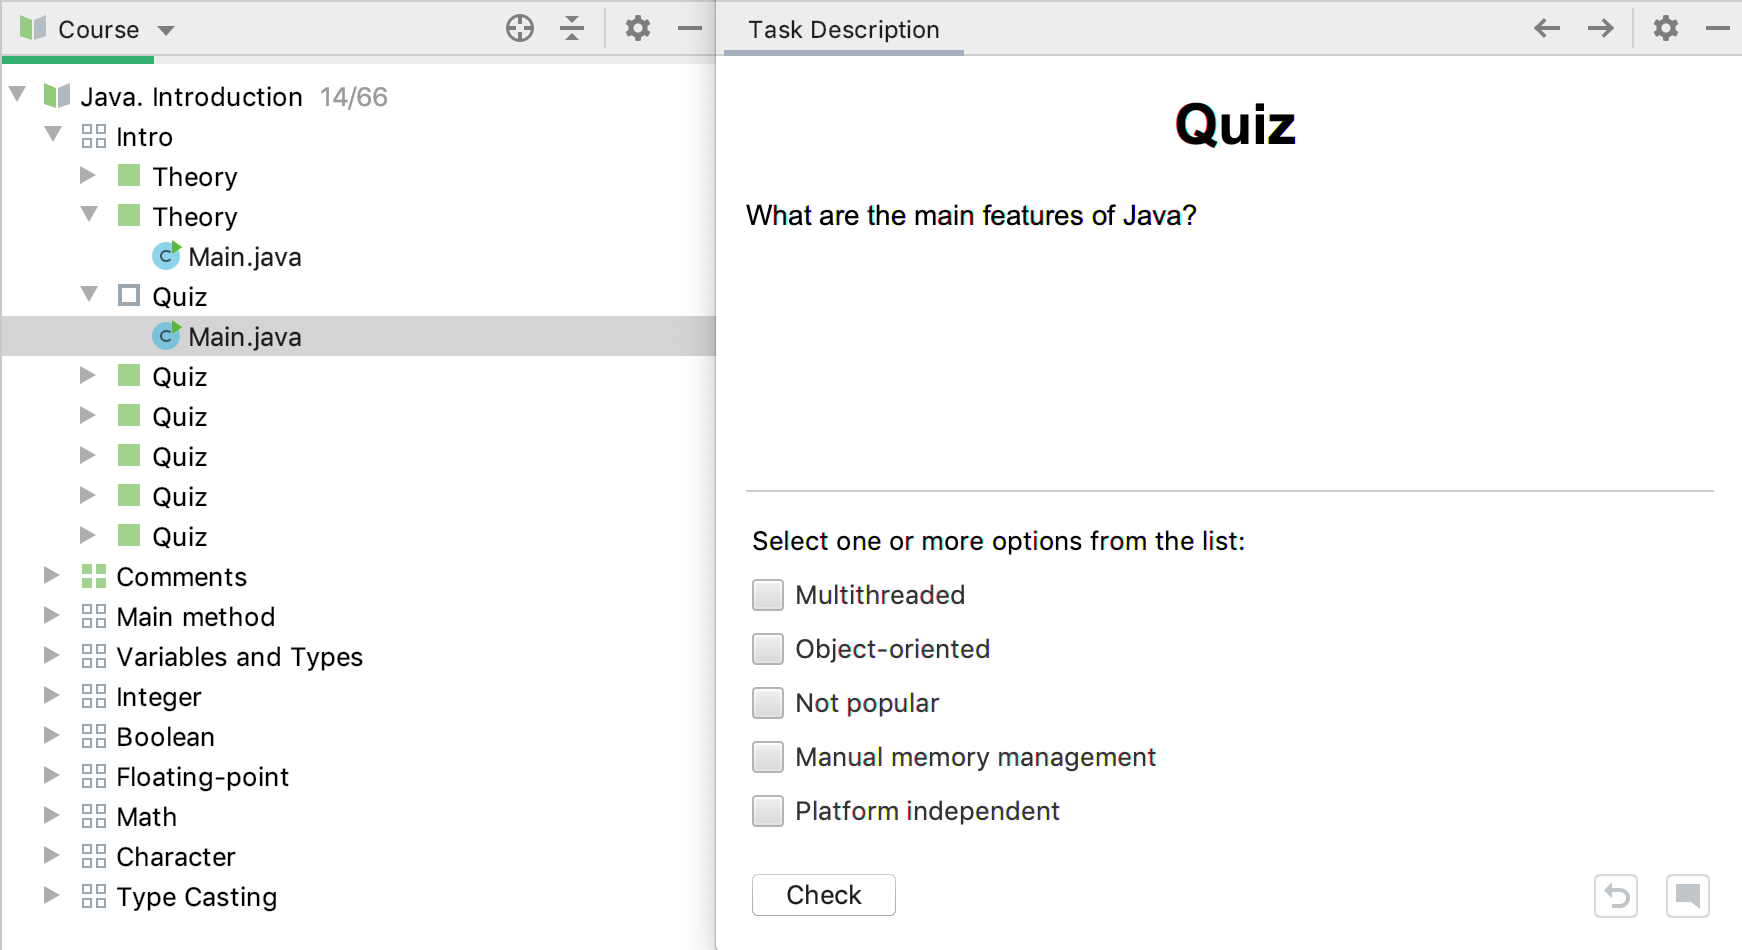 Course
Java. Introduction 14/66
Intro
Theory
Theory
Main.java
Quiz
Main.java
Quiz
Quiz
Quiz
Quiz
Quiz
Comments
Main method
Variables and Types
Integer
Boolean
Floating-point
Math
Character
Type Casting
Task Description
Quiz
What are the main features of Java?
Select one or more options from the list:
Multithreaded
Object-oriented
Not popular
Manual memory management
Platform independent
Check